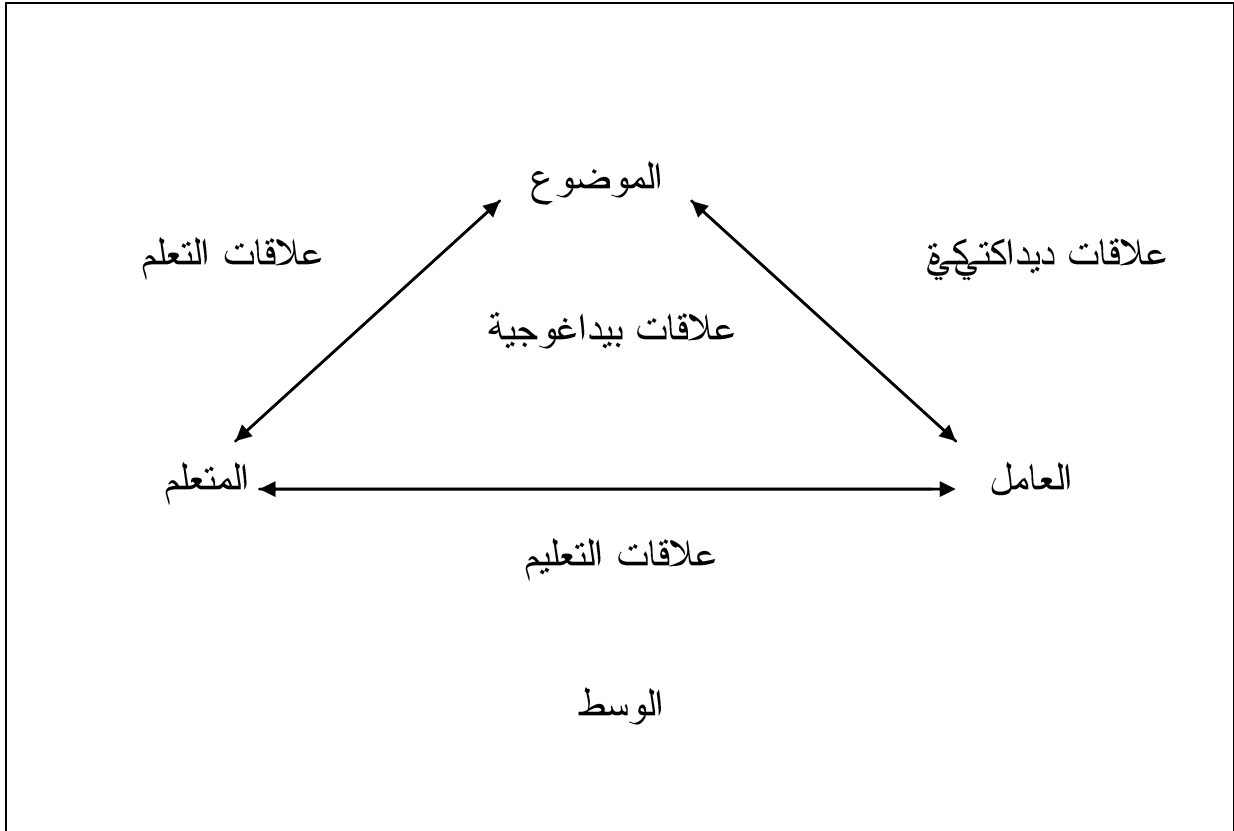 الموضوع
علاقات ديداكتيكية
علاقات التعلم
علاقات بيداغوجية
العامل
المتعلم
علاقات التعليم
الوسط